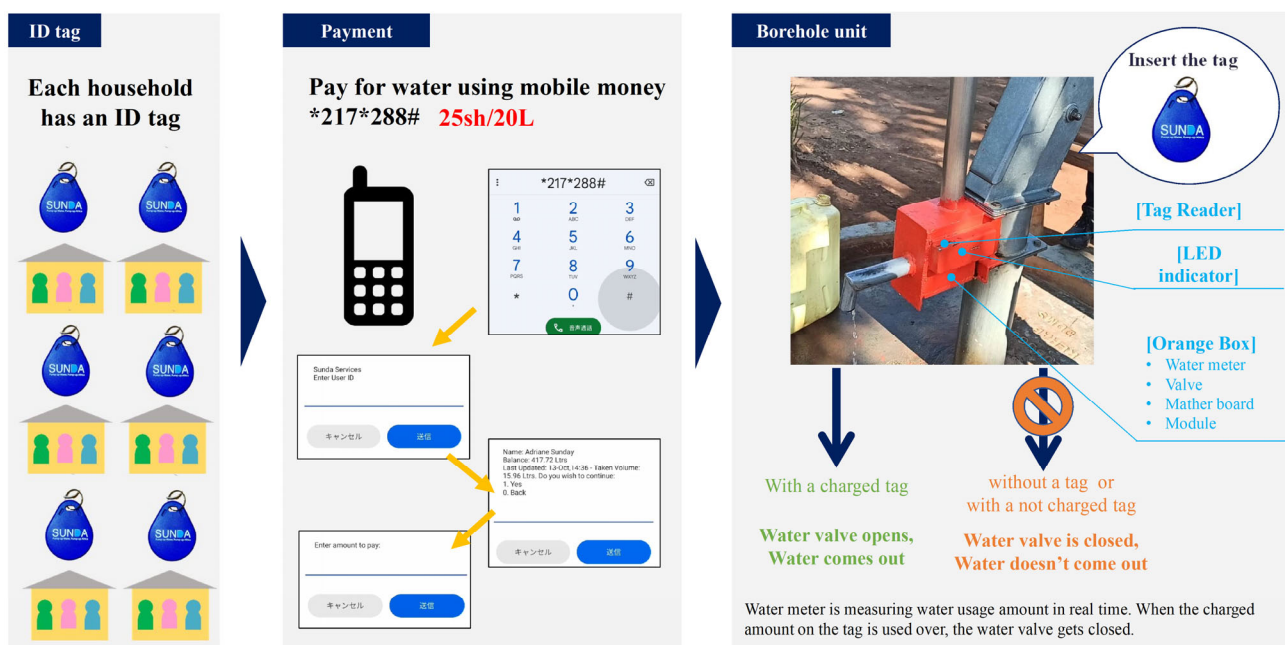 ID tag
Each household
has an ID tag
SUNDA
SUNDA
SUNDA
SUNDA
SUNDA
SUNDA
Payment
Pay for water using mobile money
*217*288# 25sh/20L
*217*288#
1
2
ABC
3
DEF
4
GHI
5
JKL
6
MNO
7
PQRS
8
TUV
9
WXYZ
*
0
#
音声通話
Sunda Services
Enter User ID
キャンセル
送信
Name: Adriane Sunday
Balance: 417.72 Ltrs
Last Updated: 13-Oct,14:36 - Taken Volume:
15.96 Ltrs. Do you wish to continue:
1. Yes
0. Back
キャンセル
送信
Enter amount to pay:
キャンセル
送信
Borehole unit
Insert the tag
SUNDA
[Tag Reader]
[LED
indicator]
[Orange Box]
• Water meter
• Valve
• Mather board
• Module
With a charged tag
Water valve opens,
Water comes out
without a tag or
with a not charged tag
Water valve is closed,
Water doesn't come out
Water meter is measuring water usage amount in real time. When the charged
amount on the tag is used over, the water valve gets closed.